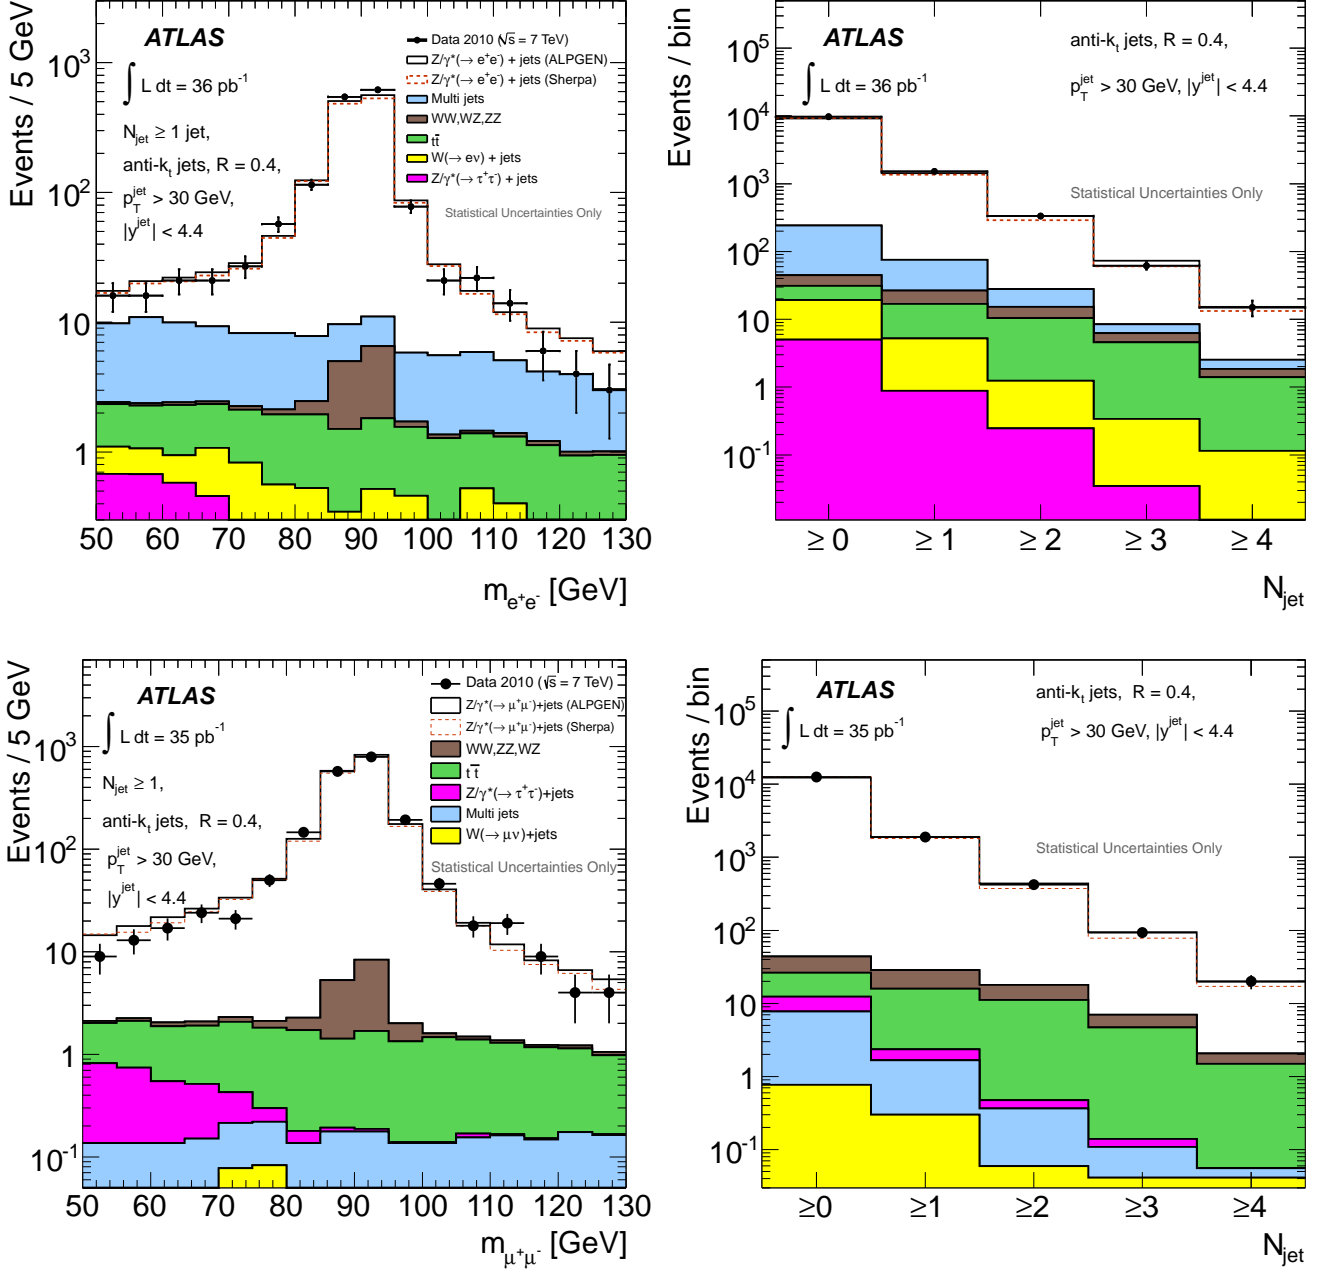 Events / 5 GeV
ATLAS
∫ L dt = 36 pb⁻¹
N_jet ≥ 1 jet,
anti-k_t jets, R = 0.4,
p_T^jet > 30 GeV,
|y^jet| < 4.4
Data 2010 (√s = 7 TeV)
Z/γ*(→ e⁺e⁻) + jets (ALPGEN)
Z/γ*(→ e⁺e⁻) + jets (Sherpa)
Multi jets
WW,WZ,ZZ
tt̄
W(→ eν) + jets
Z/γ*(→ τ⁺τ⁻) + jets
Statistical Uncertainties Only
10³
10²
10
1
50 60 70 80 90 100 110 120 130
m_e⁺e⁻ [GeV]
Events / bin
ATLAS
∫ L dt = 36 pb⁻¹
anti-k_t jets, R = 0.4,
p_T^jet > 30 GeV, |y^jet| < 4.4
Statistical Uncertainties Only
10⁵
10⁴
10³
10²
10
1
10⁻¹
≥ 0 ≥ 1 ≥ 2 ≥ 3 ≥ 4
N_jet
Events / 5 GeV
ATLAS
∫ L dt = 35 pb⁻¹
N_jet ≥ 1,
anti-k_t jets, R = 0.4,
p_T^jet > 30 GeV,
|y^jet| < 4.4
Data 2010 (√s = 7 TeV)
Z/γ*(→ μ⁺μ⁻)+jets (ALPGEN)
Z/γ*(→ μ⁺μ⁻)+jets (Sherpa)
WW,ZZ,WZ
t t̄
Z/γ*(→ τ⁺τ⁻)+jets
Multi jets
W(→ μν)+jets
Statistical Uncertainties Only
10³
10²
10
1
10⁻¹
50 60 70 80 90 100 110 120 130
m_μ⁺μ⁻ [GeV]
Events / bin
ATLAS
∫ L dt = 35 pb⁻¹
anti-k_t jets, R = 0.4,
p_T^jet > 30 GeV, |y^jet| < 4.4
Statistical Uncertainties Only
10⁵
10⁴
10³
10²
10
1
10⁻¹
≥0 ≥1 ≥2 ≥3 ≥4
N_jet